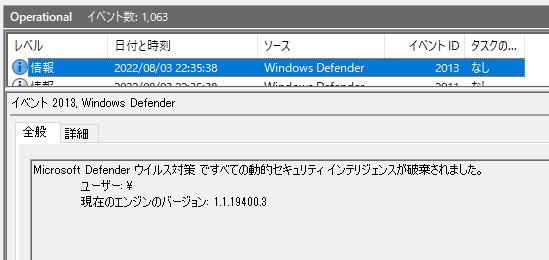 Operational イベント数: 1,063
レベル 日付と時刻 ソース イベント ID タスクの...
情報 2022/08/03 22:35:38 Windows Defender 2013 なし
情報 2022/08/03 22:35:38 Windows Defender 2011 なし
イベント 2013, Windows Defender
全般 詳細
Microsoft Defender ウイルス対策 ですべての動的セキュリティ インテリジェンスが破棄されました。
ユーザー: ¥
現在のエンジンのバージョン: 1.1.19400.3